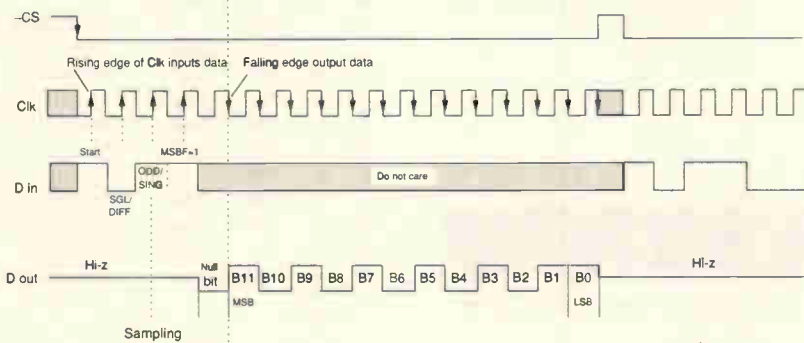 –CS
Rising edge of Clk inputs data
Falling edge output data
Clk
Start
MSBF=1
D in
SGL/
DIFF
ODD/
SING
Do not care
Hi-z
Null
bit
B11 B10 B9 B8 B7 B6 B5 B4 B3 B2 B1 B0
Hi-z
D out
MSB
LSB
Sampling